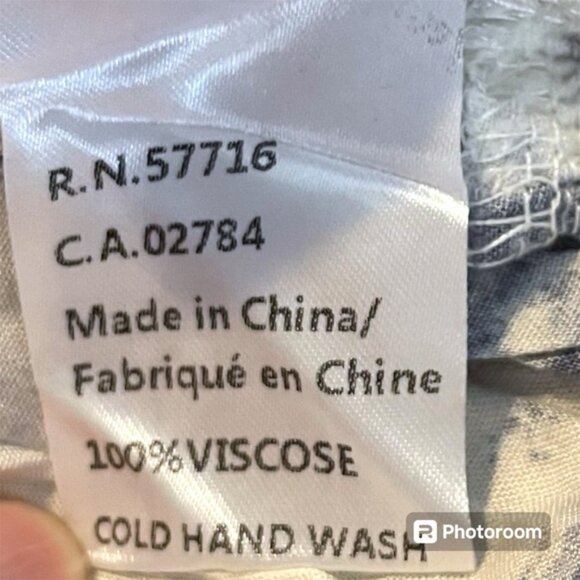 R.N.57716
C.A.02784
Made in China/
Fabriqué en Chine
100%VISCOSE
COLD HAND WASH
Photoroom